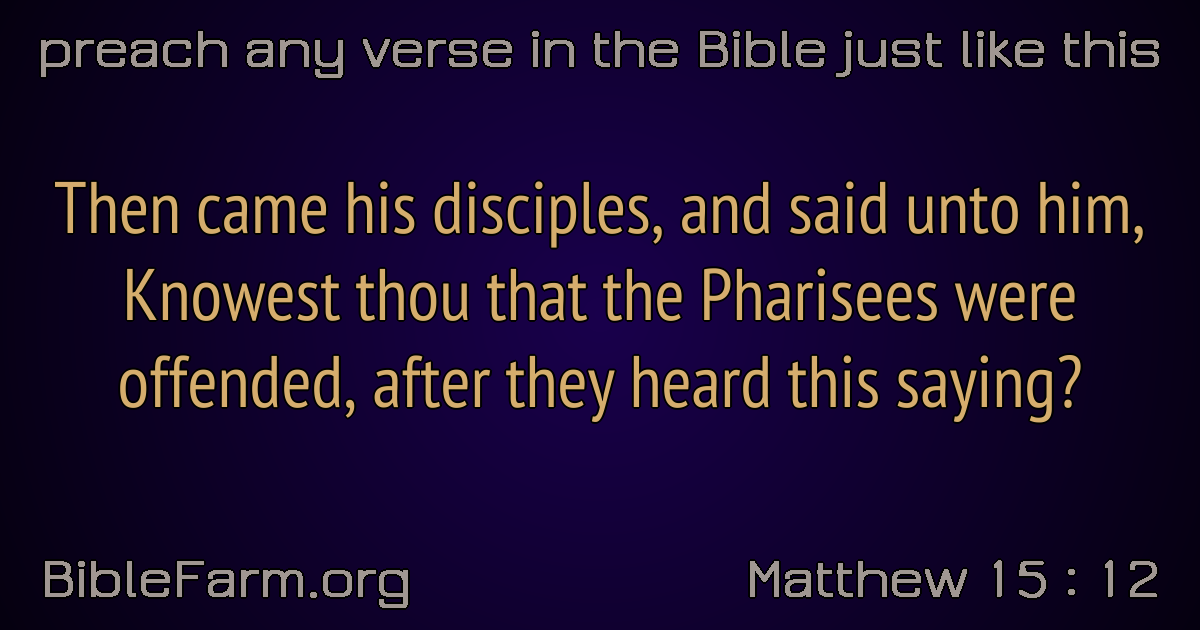 preach any verse in the Bible just like this
Then came his disciples, and said unto him,
Knowest thou that the Pharisees were
offended, after they heard this saying?
BibleFarm.org
Matthew 15 : 12